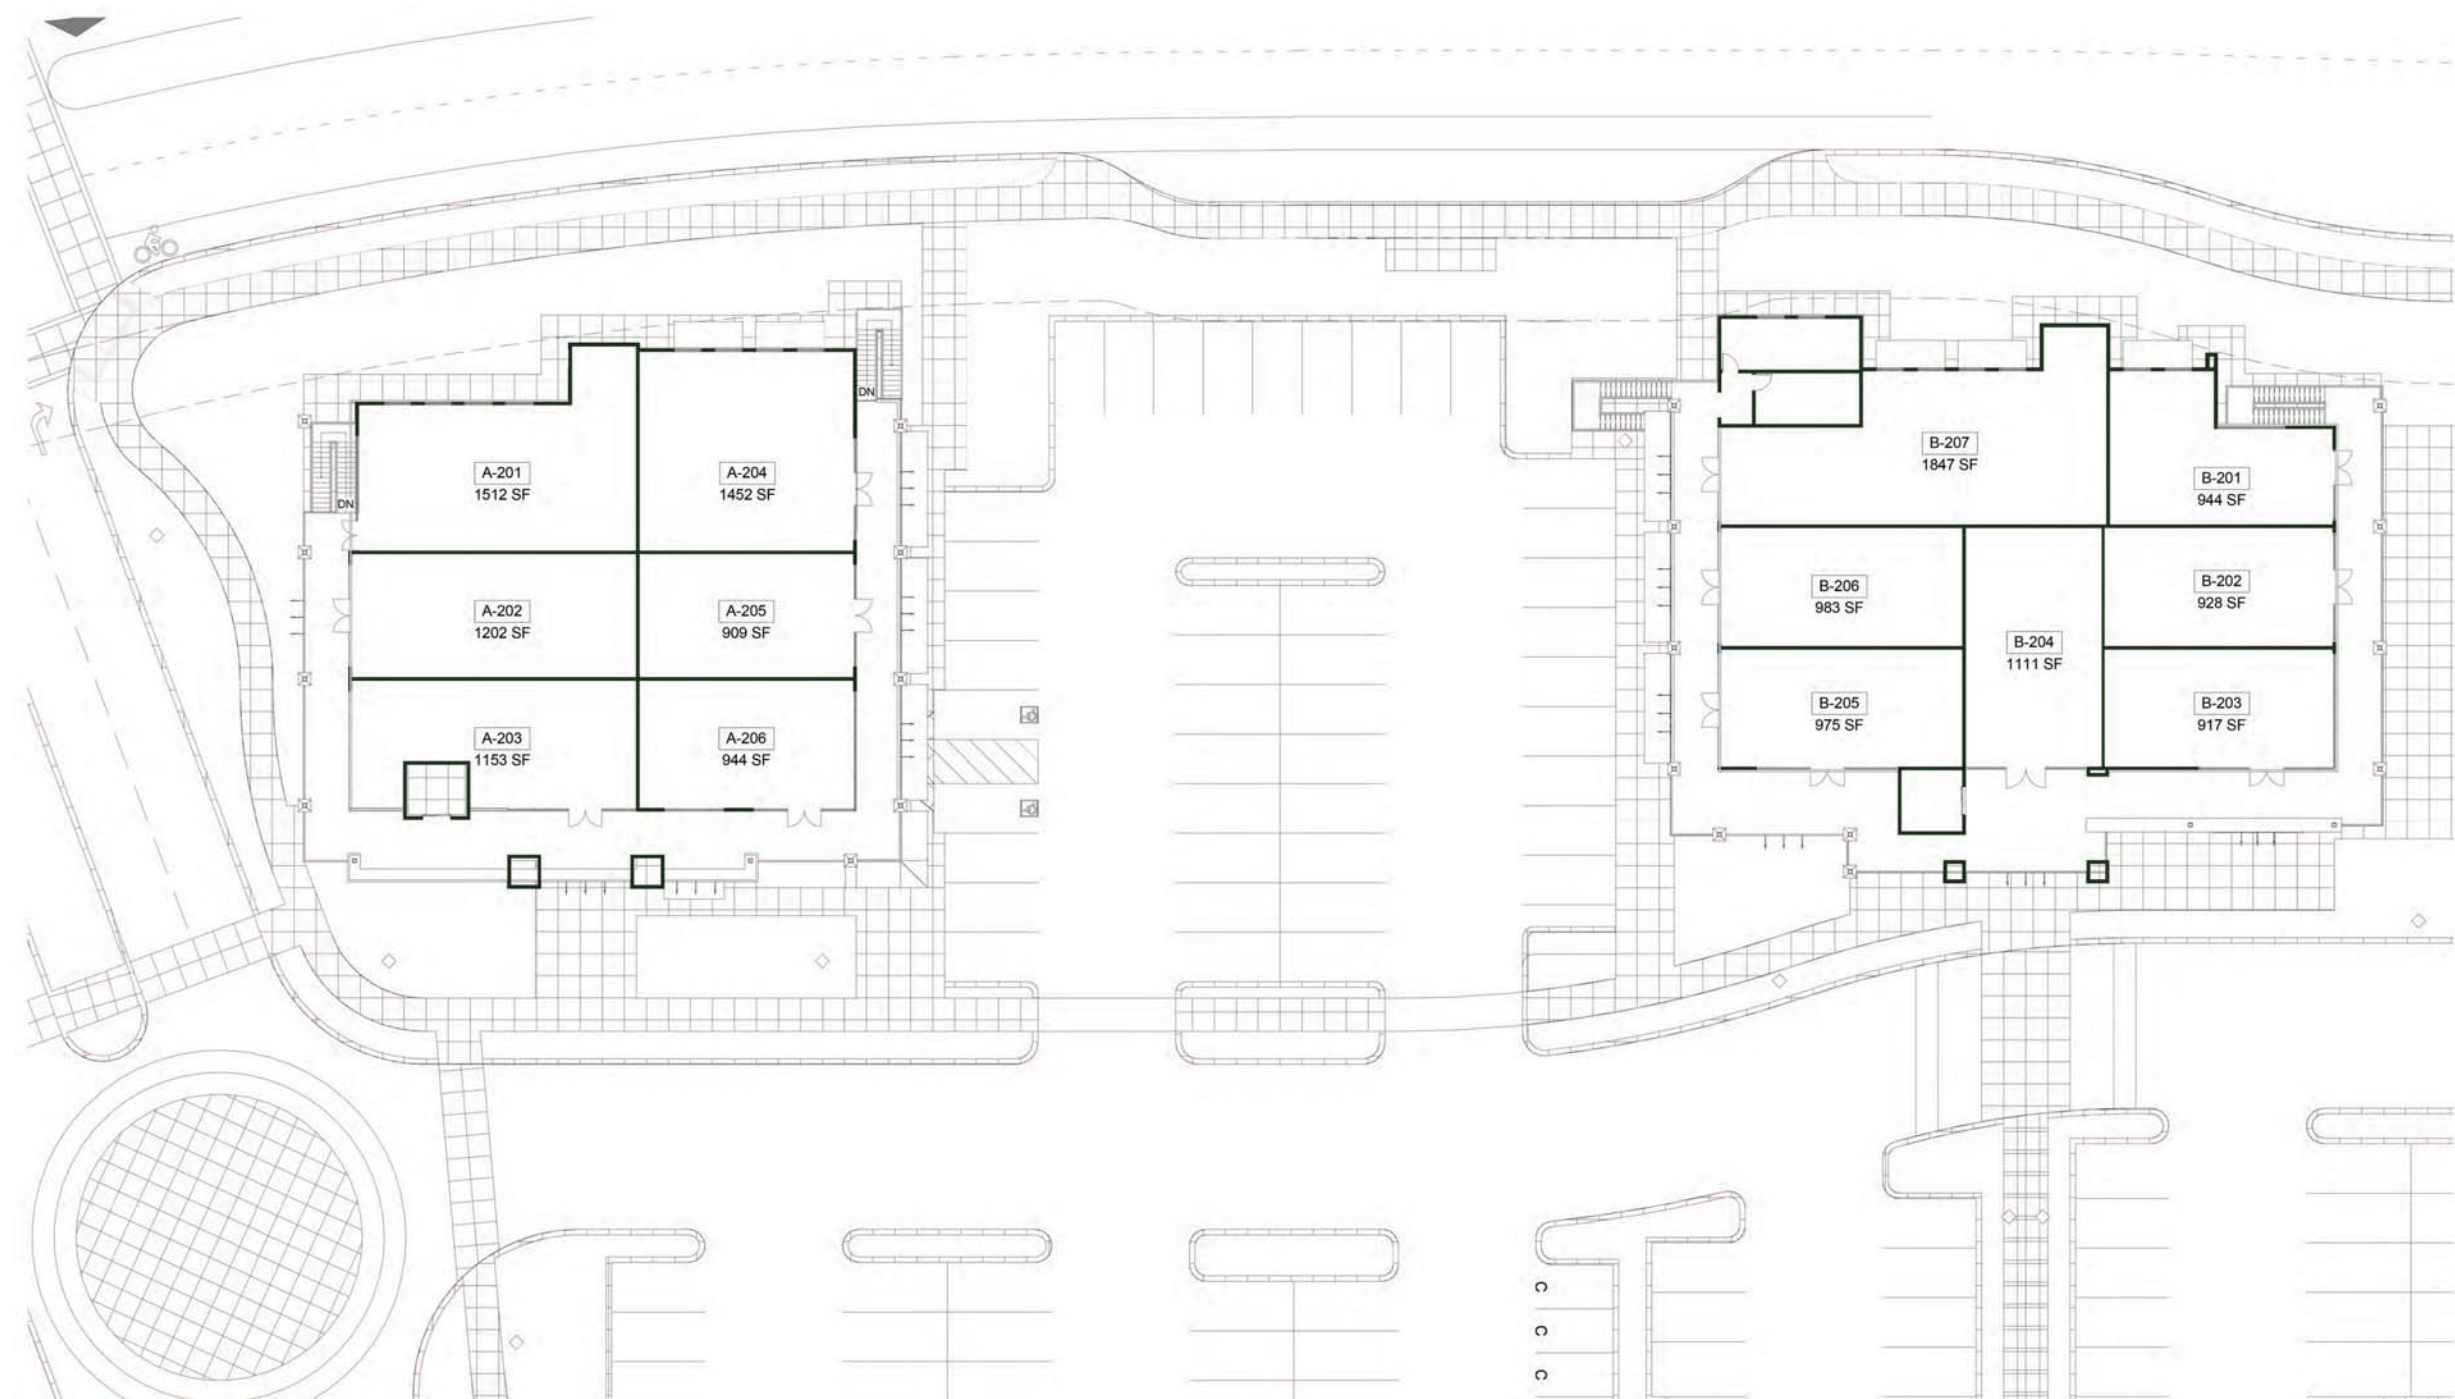 DN
DN
A-201
1512 SF
A-204
1452 SF
A-202
1202 SF
A-205
909 SF
A-203
1153 SF
A-206
944 SF
B-207
1847 SF
B-201
944 SF
B-206
983 SF
B-202
928 SF
B-204
1111 SF
B-205
975 SF
B-203
917 SF
C
C
C